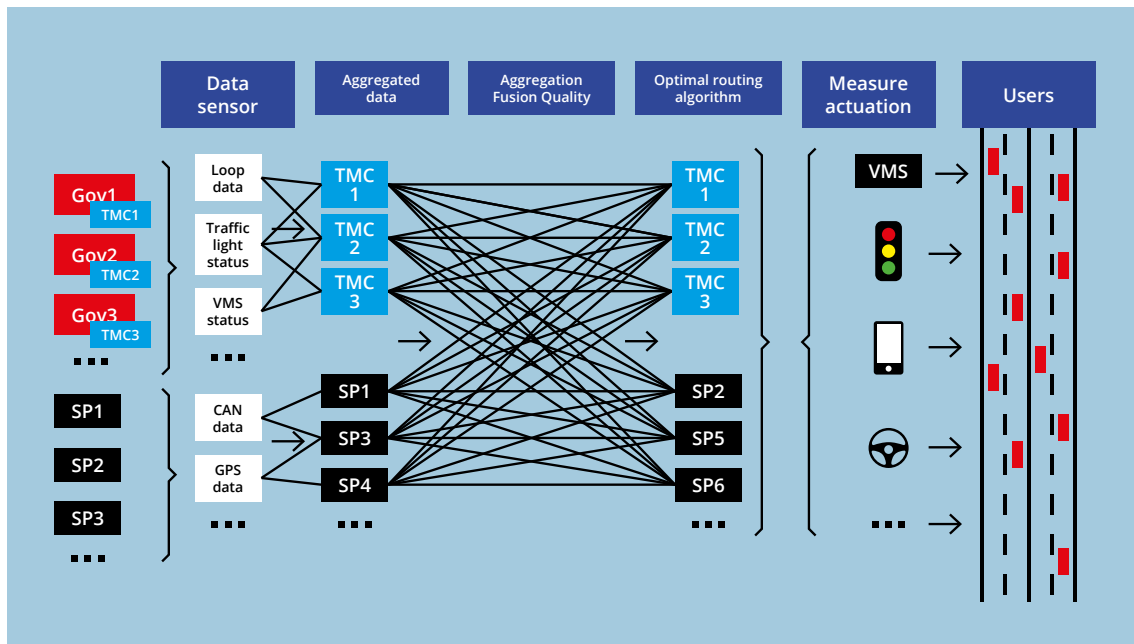 Data
sensor
Aggregated
data
Aggregation
Fusion Quality
Optimal routing
algorithm
Measure
actuation
Users
Gov1
TMC1
Gov2
TMC2
Gov3
TMC3
SP1
SP2
SP3
Loop
data
Traffic
light
status
VMS
status
CAN
data
GPS
data
TMC
1
TMC
2
TMC
3
SP1
SP3
SP4
TMC
1
TMC
2
TMC
3
SP2
SP5
SP6
VMS